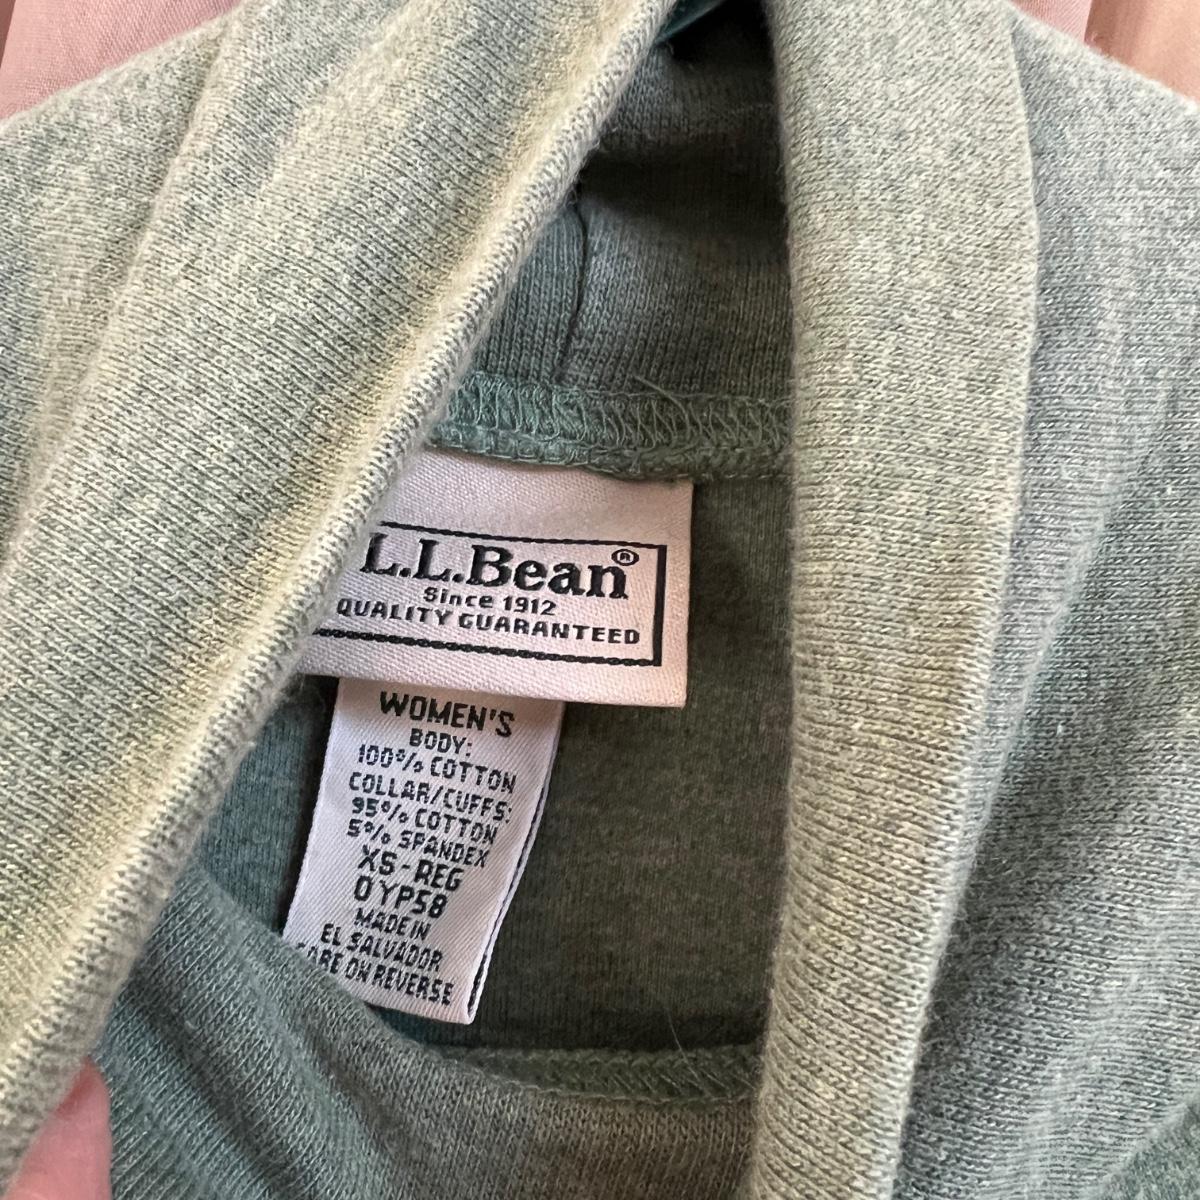 L.L.Bean®
Since 1912
QUALITY GUARANTEED
WOMEN'S
BODY:
100% COTTON
COLLAR/CUFFS:
95% COTTON
5% SPANDEX
XS-REG
0YP58
MADE IN
EL SALVADOR
CARE ON REVERSE